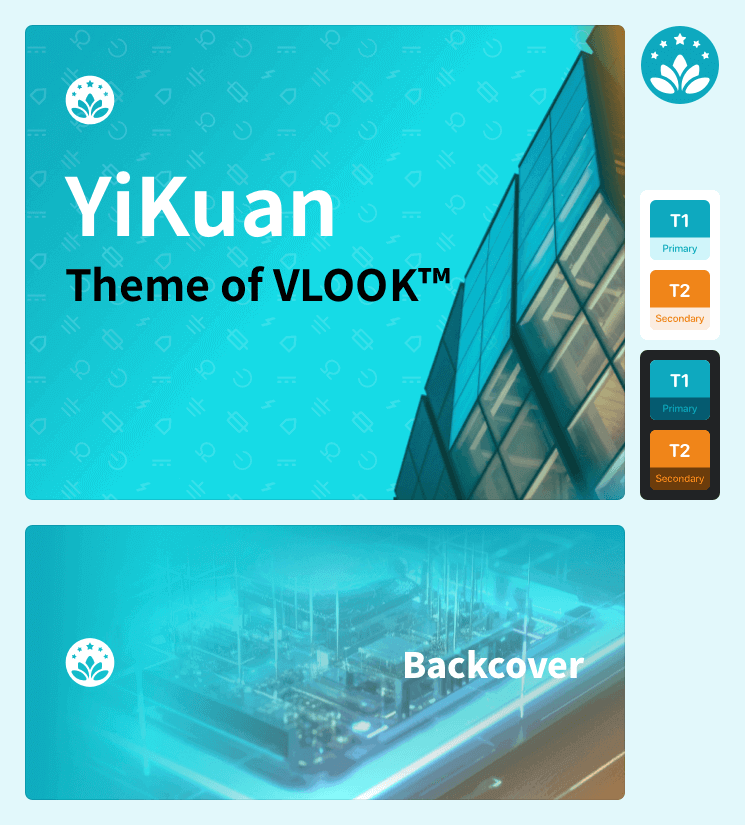 YiKuan
Theme of VLOOK™
T1
Primary
T2
Secondary
T1
Primary
T2
Secondary
Backcover